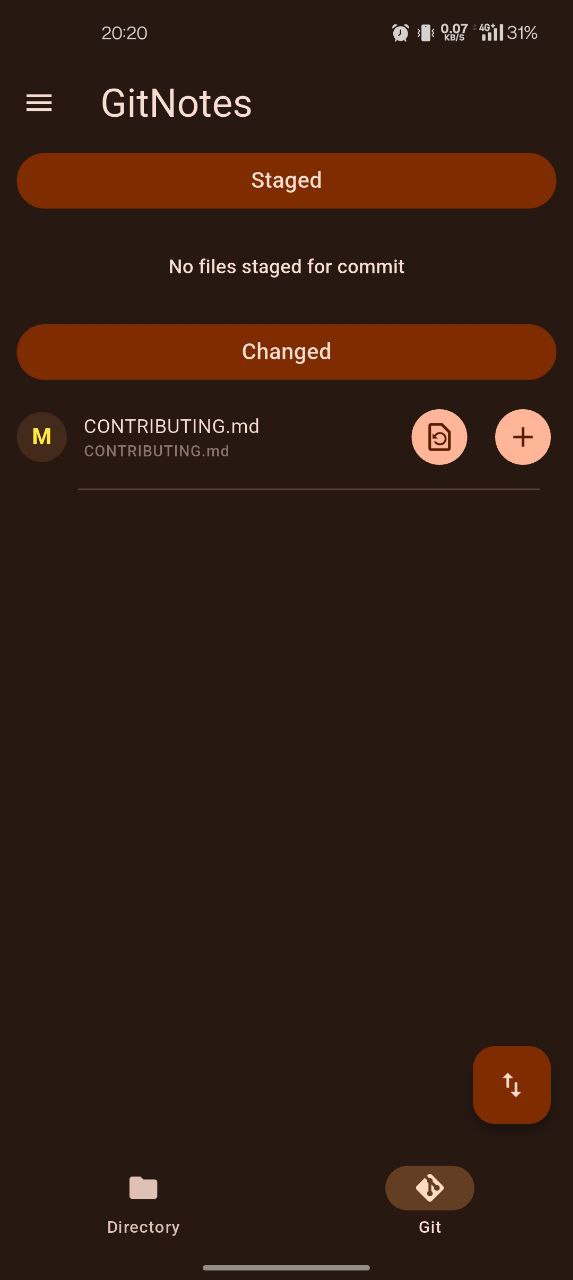 20:20
0.07
KB/S
4G+
31%
GitNotes
Staged
No files staged for commit
Changed
M
CONTRIBUTING.md
CONTRIBUTING.md
Directory
Git